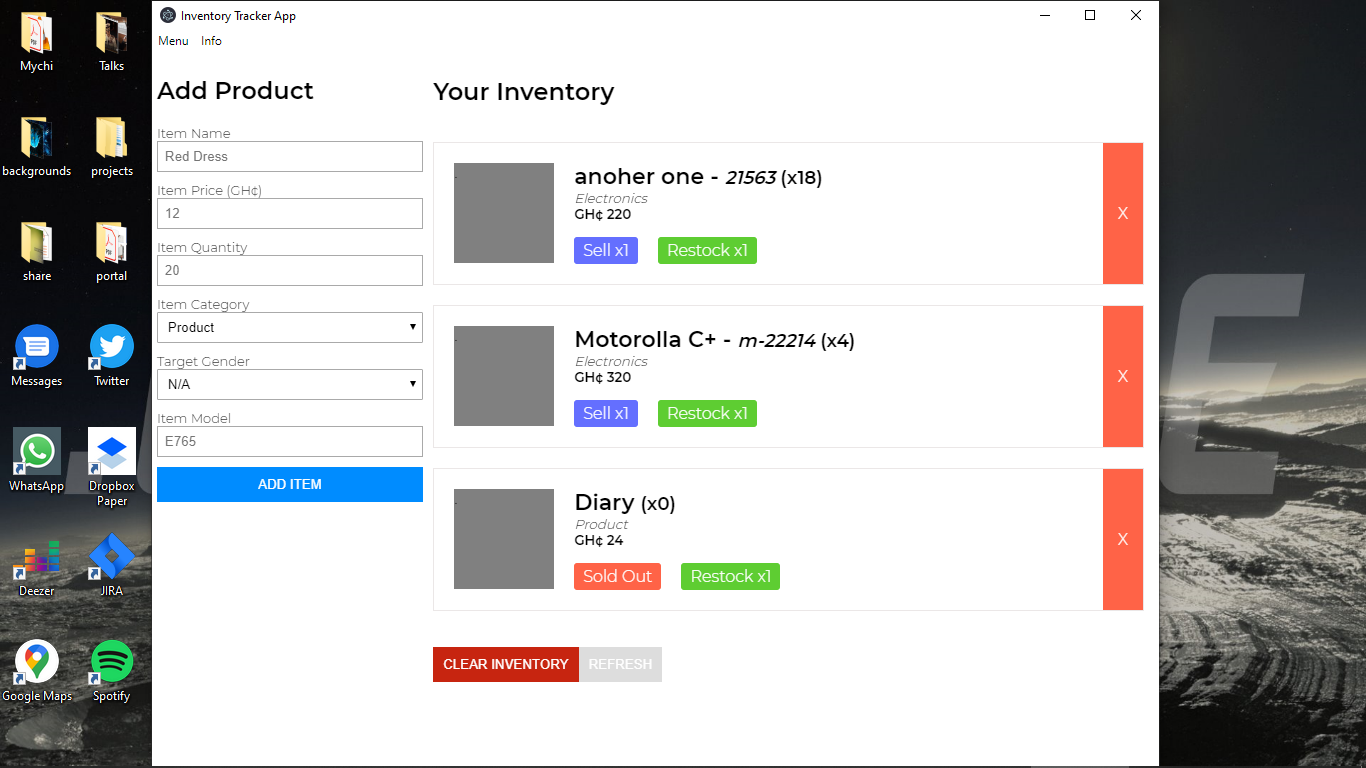 Mychi
Talks
backgrounds
projects
share
portal
Messages
Twitter
WhatsApp
Dropbox
Paper
Deezer
JIRA
Google Maps
Spotify
Inventory Tracker App
Menu Info
Add Product
Item Name
Red Dress
Item Price (GH¢)
12
Item Quantity
20
Item Category
Product
Target Gender
N/A
Item Model
E765
ADD ITEM
Your Inventory
anoher one - 21563 (x18)
Electronics
GH¢ 220
Sell x1 Restock x1
X
Motorolla C+ - m-22214 (x4)
Electronics
GH¢ 320
Sell x1 Restock x1
X
Diary (x0)
Product
GH¢ 24
Sold Out Restock x1
X
CLEAR INVENTORY REFRESH